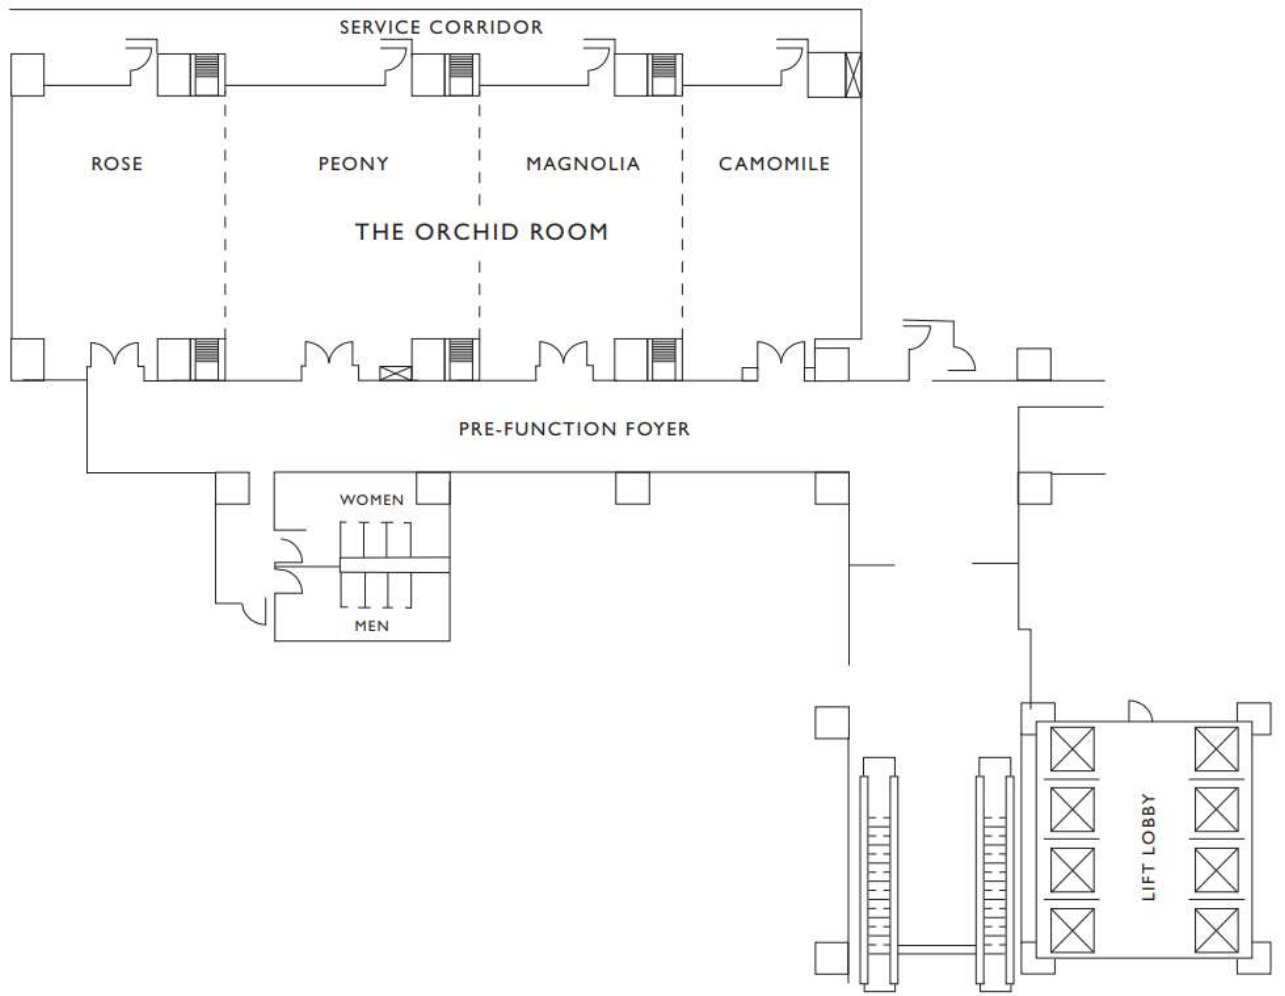 SERVICE CORRIDOR
ROSE
PEONY
MAGNOLIA
CAMOMILE
THE ORCHID ROOM
PRE-FUNCTION FOYER
WOMEN
MEN
LIFT LOBBY